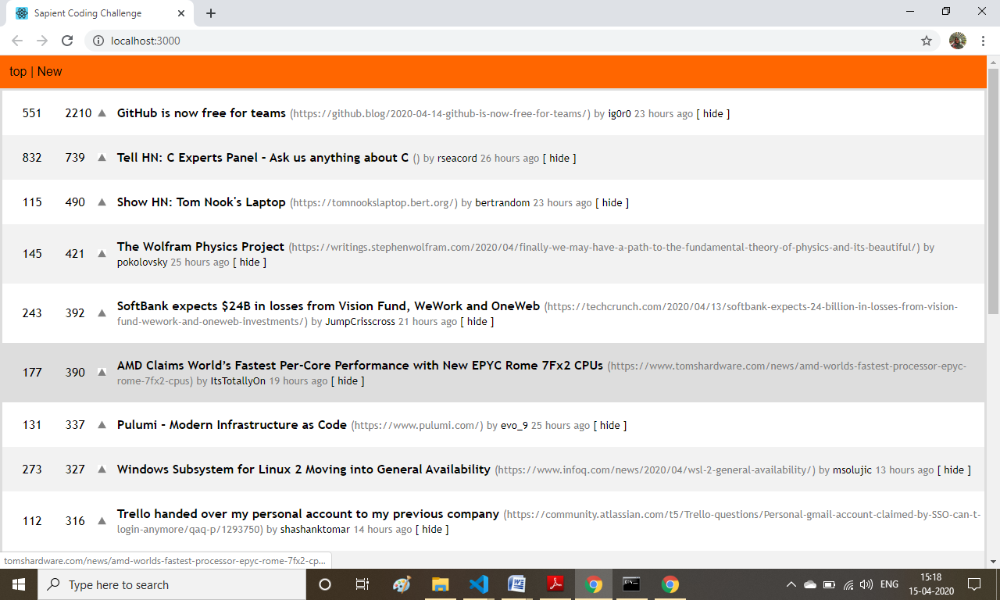 Sapient Coding Challenge
localhost:3000
top | New
551 2210 ▲ GitHub is now free for teams (https://github.blog/2020-04-14-github-is-now-free-for-teams/) by ig0r0 23 hours ago [ hide ]
832 739 ▲ Tell HN: C Experts Panel – Ask us anything about C () by rseacord 26 hours ago [ hide ]
115 490 ▲ Show HN: Tom Nook's Laptop (https://tomnookslaptop.bert.org/) by bertrandom 23 hours ago [ hide ]
145 421 ▲ The Wolfram Physics Project (https://writings.stephenwolfram.com/2020/04/finally-we-may-have-a-path-to-the-fundamental-theory-of-physics-and-its-beautiful/) by
pokolovsky 25 hours ago [ hide ]
243 392 ▲ SoftBank expects $24B in losses from Vision Fund, WeWork and OneWeb (https://techcrunch.com/2020/04/13/softbank-expects-24-billion-in-losses-from-vision-
fund-wework-and-oneweb-investments/) by JumpCrisscross 21 hours ago [ hide ]
177 390 ▲ AMD Claims World’s Fastest Per-Core Performance with New EPYC Rome 7Fx2 CPUs (https://www.tomshardware.com/news/amd-worlds-fastest-processor-epyc-
rome-7fx2-cpus) by ItsTotallyOn 19 hours ago [ hide ]
131 337 ▲ Pulumi – Modern Infrastructure as Code (https://www.pulumi.com/) by evo_9 25 hours ago [ hide ]
273 327 ▲ Windows Subsystem for Linux 2 Moving into General Availability (https://www.infoq.com/news/2020/04/wsl-2-general-availability/) by msolujic 13 hours ago [ hide ]
112 316 ▲ Trello handed over my personal account to my previous company (https://community.atlassian.com/t5/Trello-questions/Personal-gmail-account-claimed-by-SSO-can-t-
login-anymore/qaq-p/1293750) by shashanktomar 14 hours ago [ hide ]
tomshardware.com/news/amd-worlds-fastest-processor-epyc-rome-7fx2-cp...
Type here to search
ENG
15:18
15-04-2020